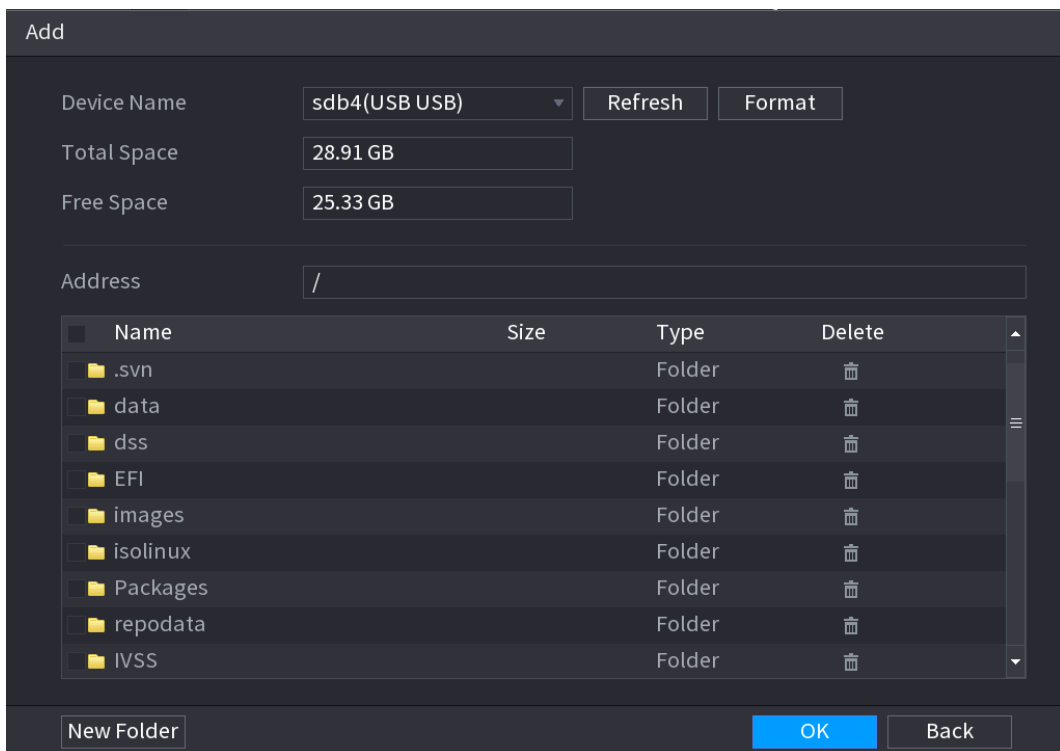 Add
Device Name sdb4(USB USB) Refresh Format
Total Space 28.91 GB
Free Space 25.33 GB
Address /
Name Size Type Delete
.svn Folder
data Folder
dss Folder
EFI Folder
images Folder
isolinux Folder
Packages Folder
repodata Folder
IVSS Folder
New Folder OK Back